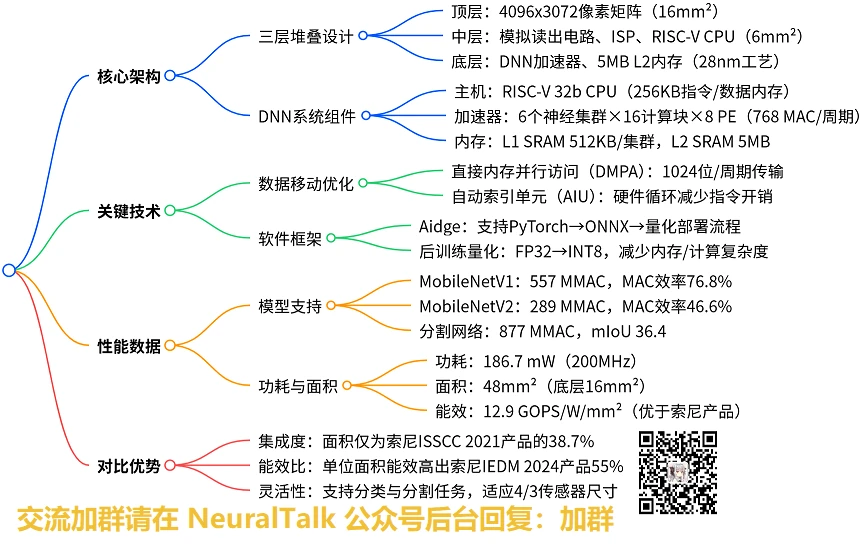 核心架构
三层堆叠设计
顶层：4096x3072像素矩阵（16mm²）
中层：模拟读出电路、ISP、RISC-V CPU（6mm²）
底层：DNN加速器、5MB L2内存（28nm工艺）
DNN系统组件
主机：RISC-V 32b CPU（256KB指令/数据内存）
加速器：6个神经集群×16计算块×8 PE（768 MAC/周期）
内存：L1 SRAM 512KB/集群，L2 SRAM 5MB
关键技术
数据移动优化
直接内存并行访问（DMPA）：1024位/周期传输
自动索引单元（AIU）：硬件循环减少指令开销
软件框架
Aidge：支持PyTorch→ONNX→量化部署流程
后训练量化：FP32→INT8，减少内存/计算复杂度
性能数据
模型支持
MobileNetV1：557 MMAC，MAC效率76.8%
MobileNetV2：289 MMAC，MAC效率46.6%
分割网络：877 MMAC，mIoU 36.4
功耗与面积
功耗：186.7 mW（200MHz）
面积：48mm²（底层16mm²）
能效：12.9 GOPS/W/mm²（优于索尼产品）
对比优势
集成度：面积仅为索尼ISSCC 2021产品的38.7%
能效比：单位面积能效高出索尼IEDM 2024产品55%
灵活性：支持分类与分割任务，适应4/3传感器尺寸
交流加群请在 NeuralTalk 公众号后台回复：加群